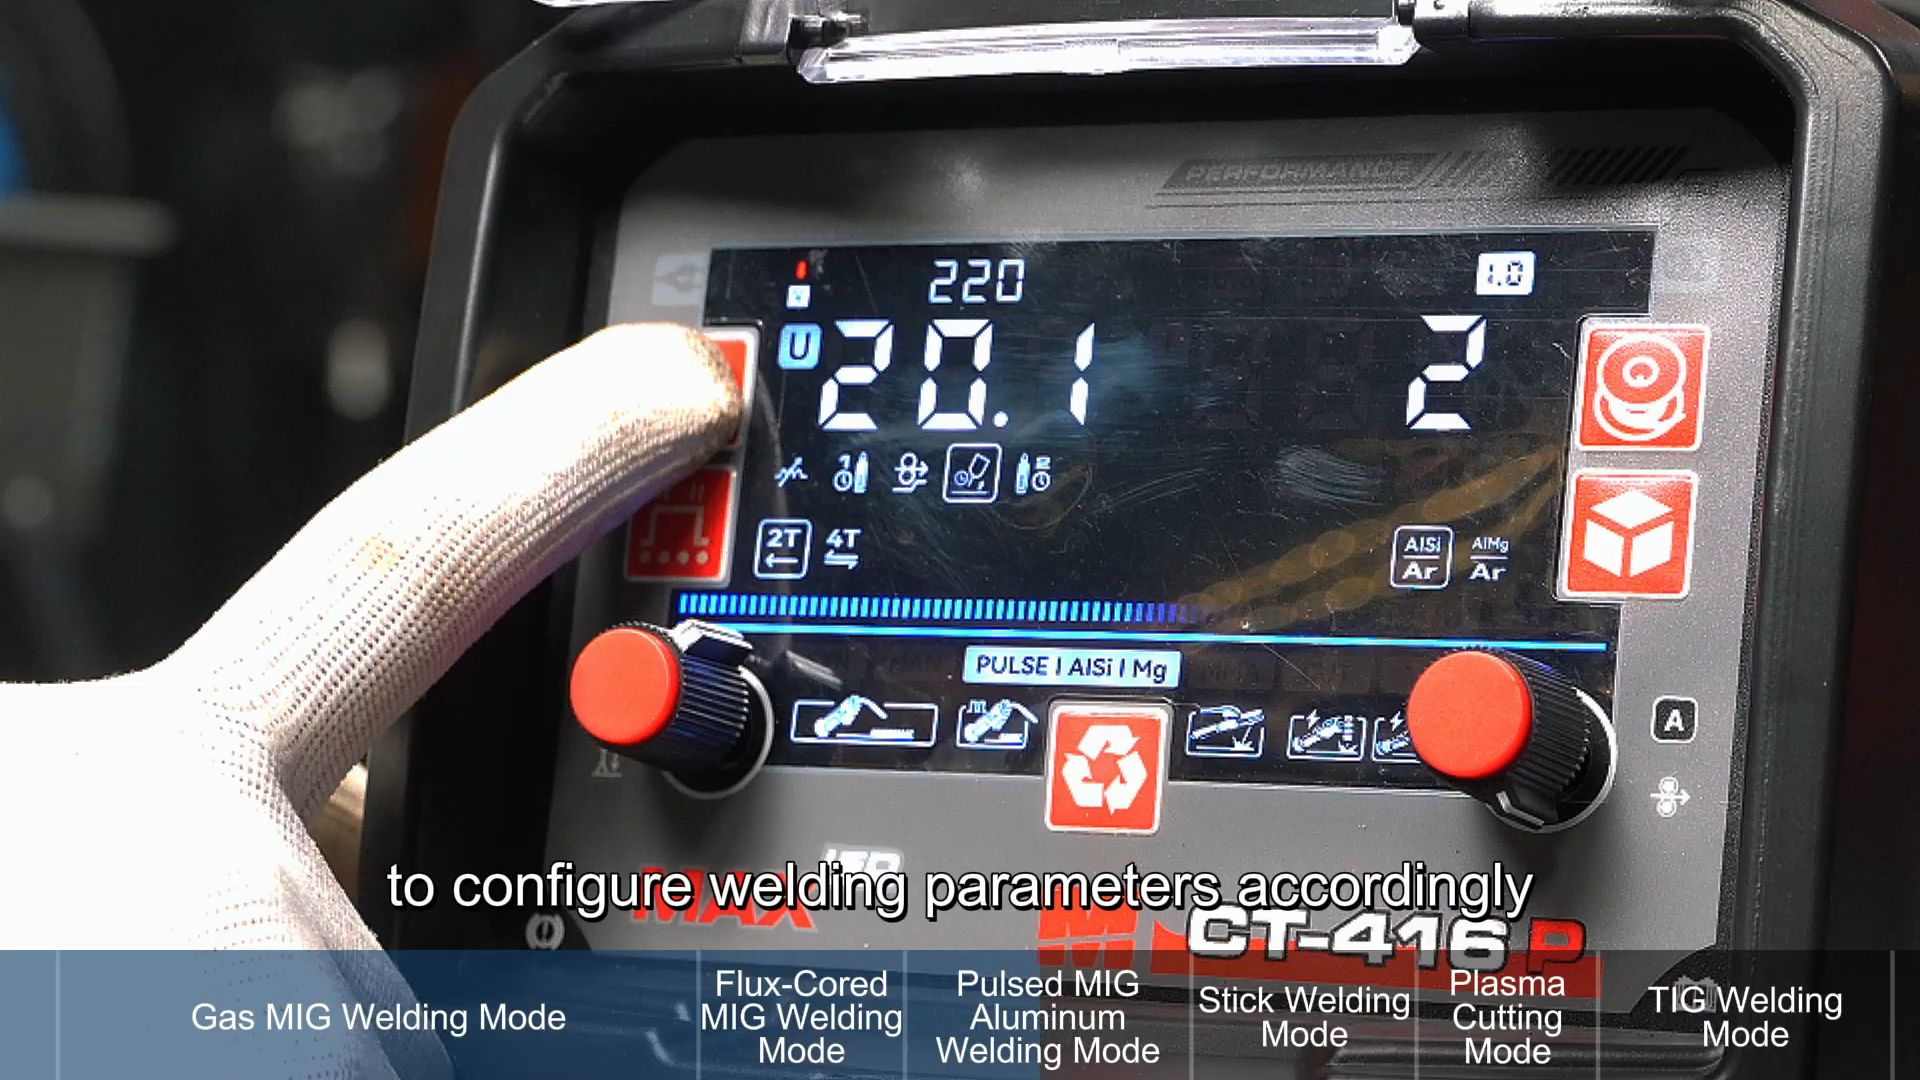 PERFORMANCE
220
1.0
U 20.1 2
2T 4T
AlSi AlMg
Ar Ar
PULSE | AlSi | Mg
A
to configure welding parameters accordingly
MAX
CT-416 P
Gas MIG Welding Mode
Flux-Cored
MIG Welding
Mode
Pulsed MIG
Aluminum
Welding Mode
Stick Welding
Mode
Plasma
Cutting
Mode
TIG Welding
Mode